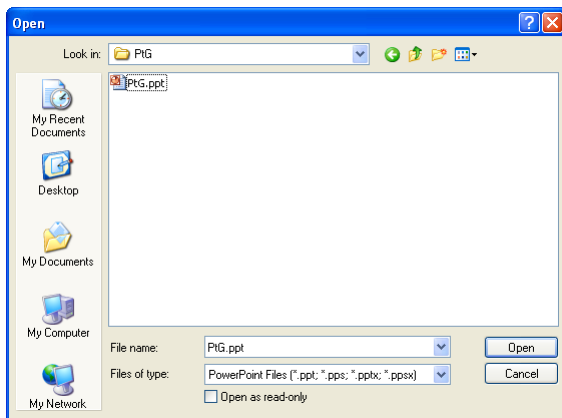 Open
Look in: PtG
PtG.ppt
My Recent
Documents
Desktop
My Documents
My Computer
My Network
File name: PtG.ppt Open
Files of type: PowerPoint Files (*.ppt; *.pps; *.pptx; *.ppsx) Cancel
Open as read-only